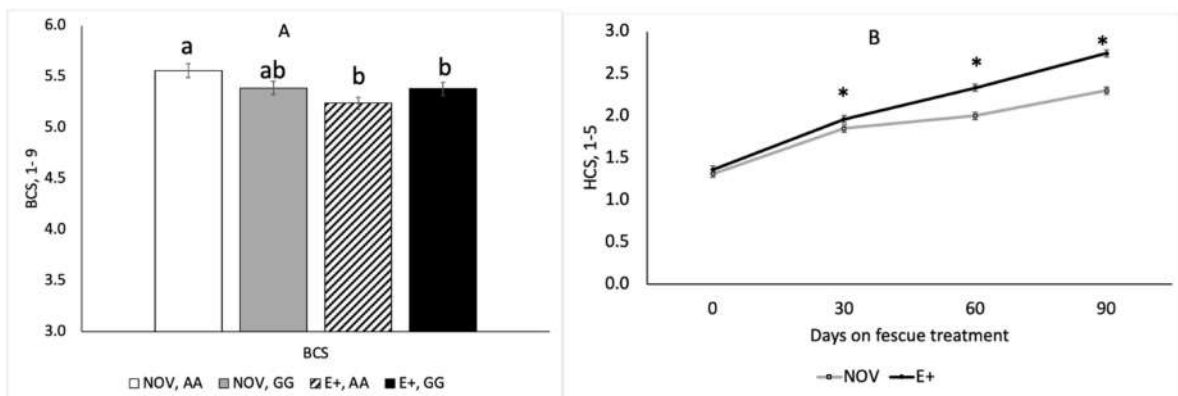 A
BCS, 1- 9
6.0
5.5
5.0
4.5
4.0
3.5
3.0
a
ab
b
b
BCS
NOV, AA NOV, GG E+, AA E+, GG
B
HCS, 1-5
3.0
2.5
2.0
1.5
1.0
0.5
0.0
*
*
*
0 30 60 90
Days on fescue treatment
NOV E+